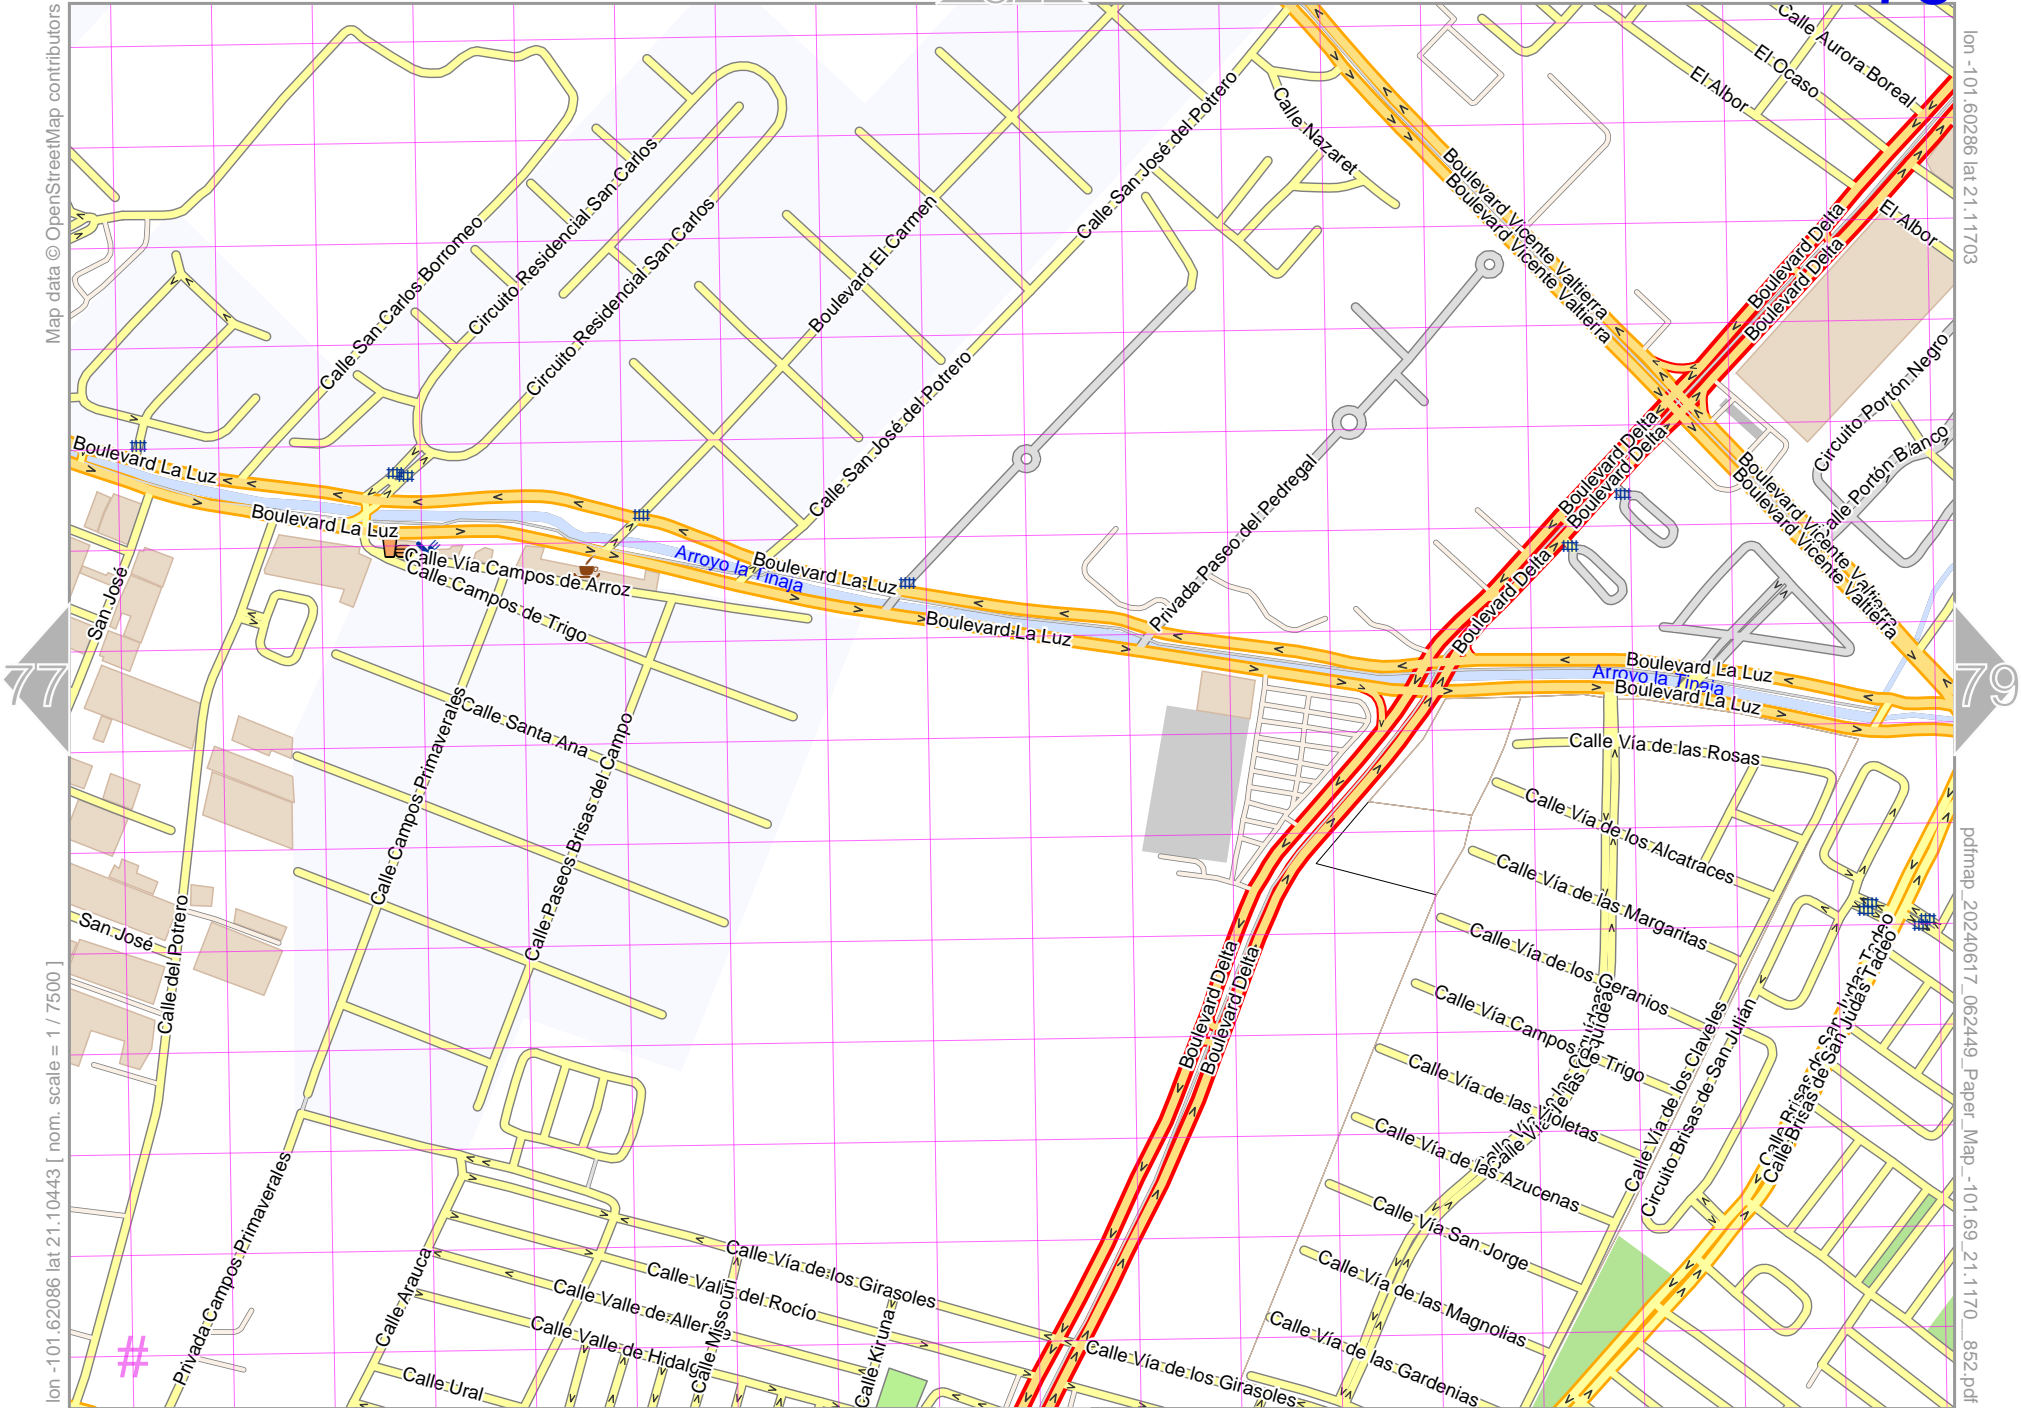 Map data © OpenStreetMap contributors
lon -101.62086 lat 21.10443 [ nom. scale = 1 / 7500 ]
lon -101.60286 lat 21.11703
pdfmap_20240617_062449_Paper_Map_-101.69_21.1170__852.pdf
77
79
#
Calle Aurora Boreal
El Ocaso
El Albor
El Albor
Calle Nazaret
Calle San José del Potrero
Calle San José del Potrero
Calle San José del Potrero
Boulevard El Carmen
Circuito Residencial San Carlos
Circuito Residencial San Carlos
Calle San Carlos Borromeo
Boulevard Vicente Valtierra
Boulevard Vicente Valtierra
Boulevard Delta
Boulevard Delta
Circuito Portón Negro
Calle Portón Blanco
Boulevard Vicente Valtierra
Boulevard Vicente Valtierra
Boulevard Delta
Boulevard Delta
Boulevard Delta
Privada Paseo del Pedregal
Boulevard La Luz
Boulevard La Luz
Boulevard La Luz
Boulevard La Luz
Boulevard La Luz
Boulevard La Luz
Arroyo la Tinaja
Arroyo la Tinaja
Calle Vía Campos de Arroz
Calle Campos de Trigo
San José
San José
Calle Santa Ana
Calle Campos Primaverales
Calle Paseos Brisas del Campo
Calle del Potrero
Privada Campos Primaverales
Calle Arauca
Calle Ural
Calle Vía de los Girasoles
Calle Valle del Rocío
Calle Valle de Aller
Calle Valle de Hidalgo
Calle Missouri
Calle Kiruna
Calle Vía de los Girasoles
Boulevard Delta
Boulevard Delta
Calle Vía de las Rosas
Calle Vía de los Alcatraces
Calle Vía de las Margaritas
Calle Vía de los Geranios
Calle Vía Campos de Trigo
Calle Vía de las Violetas
Calle Vía de las Azucenas
Calle Vía San Jorge
Calle Vía de las Magnolias
Calle Vía de las Gardenias
Calle Vía de los Claveles
Circuito Brisas de San Julián
Calle Brisas de San Judas Tadeo
Calle Brisas de San Judas Tadeo